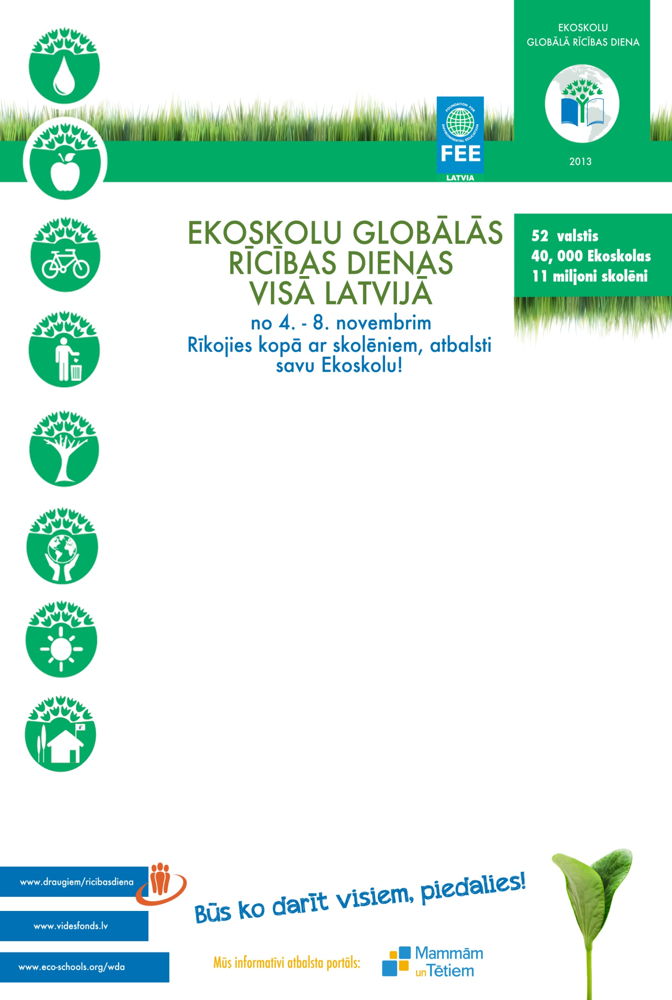 EKOSKOLU
GLOBĀLĀ RĪCĪBAS DIENA
2013
FOUNDATION FOR
ENVIRONMENTAL EDUCATION
FEE
LATVIA
EKOSKOLU GLOBĀLĀS
RĪCĪBAS DIENAS
VISĀ LATVIJĀ
no 4. - 8. novembrim
Rīkojies kopā ar skolēniem, atbalsti
savu Ekoskolu!
52 valstis
40, 000 Ekoskolas
11 miljoni skolēni
www.draugiem/ricibasdiena
www.videsfonds.lv
www.eco-schools.org/wda
Būs ko darīt visiem, piedalies!
Mūs informatīvi atbalsta portāls:
Mammām
un Tētiem